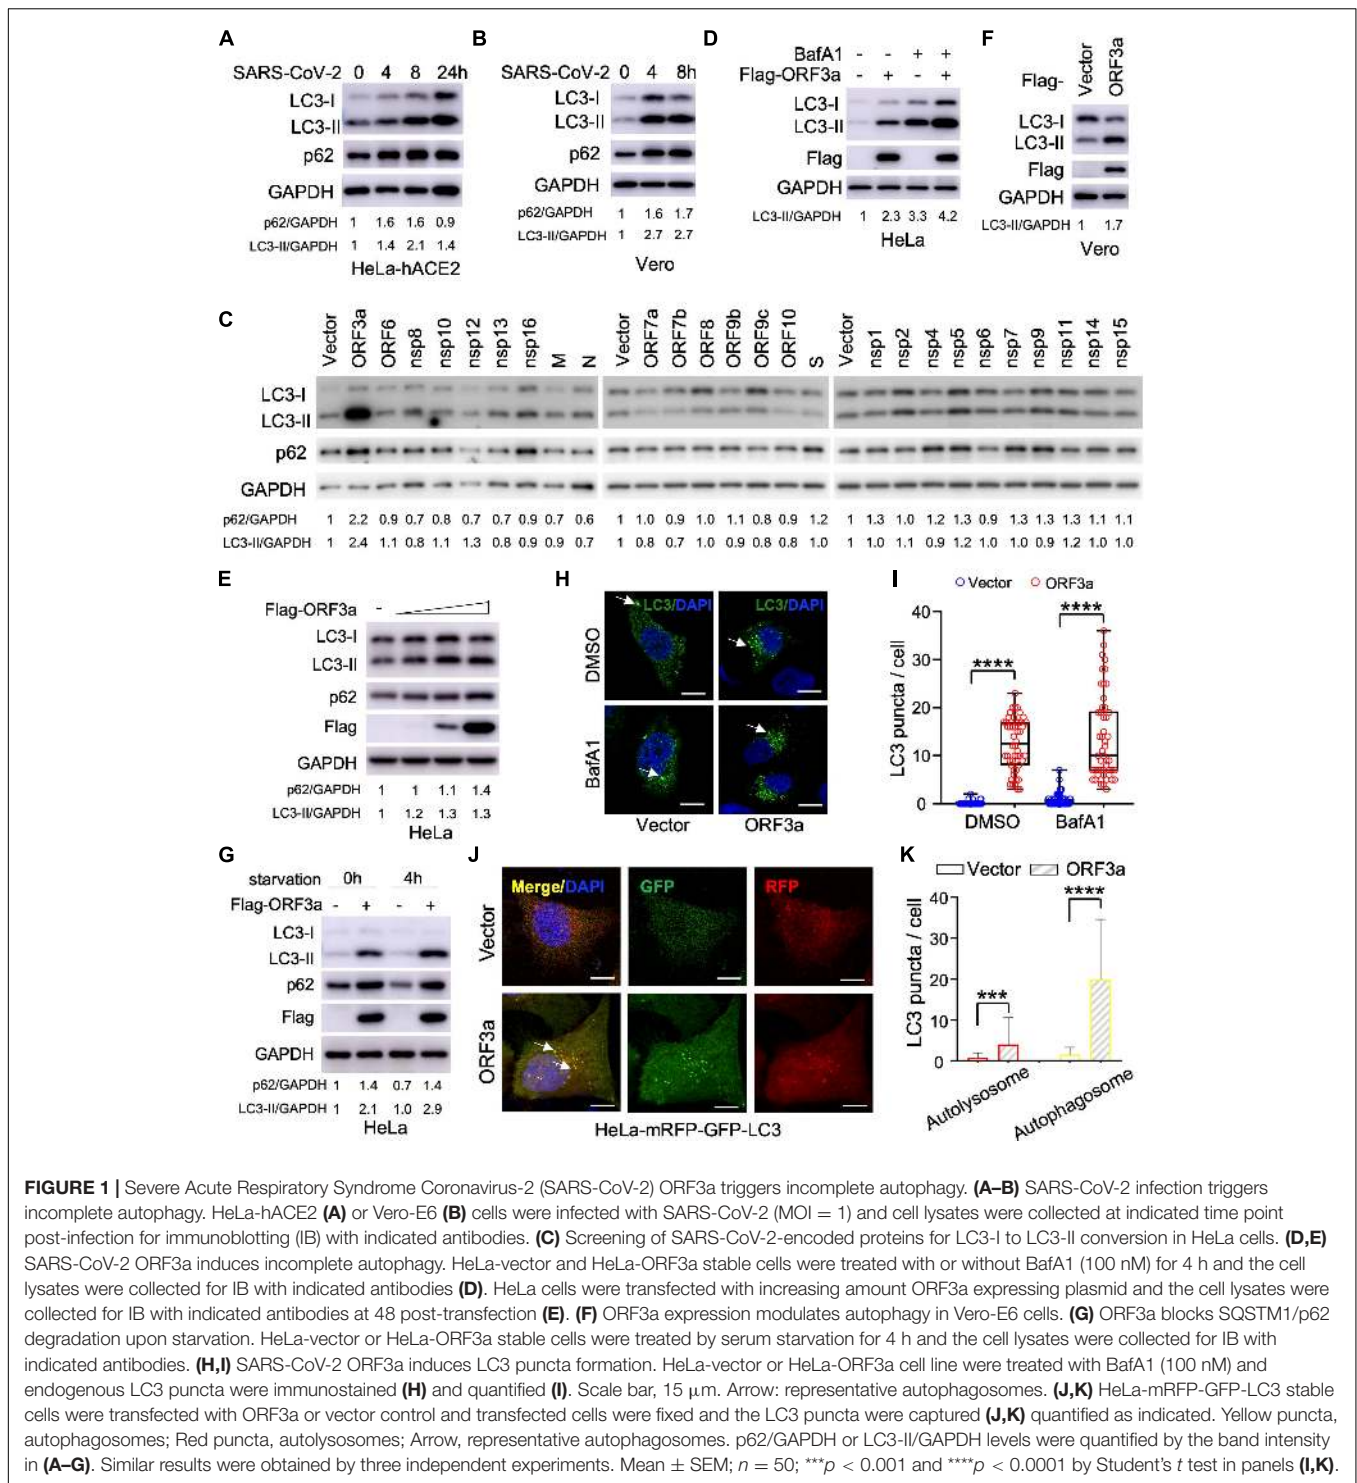 A
SARS-CoV-2 0 4 8 24h
LC3-I
LC3-II
p62
GAPDH
p62/GAPDH 1 1.6 1.6 0.9
LC3-II/GAPDH 1 1.4 2.1 1.4
HeLa-hACE2
B
SARS-CoV-2 0 4 8h
LC3-I
LC3-II
p62
GAPDH
p62/GAPDH 1 1.6 1.7
LC3-II/GAPDH 1 2.7 2.7
Vero
D
BafA1 - - + +
Flag-ORF3a - + - +
LC3-I
LC3-II
Flag
GAPDH
LC3-II/GAPDH 1 2.3 3.3 4.2
HeLa
F
Flag- Vector ORF3a
LC3-I
LC3-II
Flag
GAPDH
LC3-II/GAPDH 1 1.7
Vero
C
Vector ORF3a ORF6 nsp8 nsp10 nsp12 nsp13 nsp16 M N Vector ORF7a ORF7b ORF8 ORF9b ORF9c ORF10 S Vector nsp1 nsp2 nsp4 nsp5 nsp6 nsp7 nsp9 nsp11 nsp14 nsp15
LC3-I
LC3-II
p62
GAPDH
p62/GAPDH 1 2.2 0.9 0.7 0.8 0.7 0.7 0.9 0.7 0.6 1 1.0 0.9 1.0 1.1 0.8 0.9 1.2 1 1.3 1.0 1.2 1.3 0.9 1.3 1.3 1.3 1.1 1.1
LC3-II/GAPDH 1 2.4 1.1 0.8 1.1 1.3 0.8 0.9 0.9 0.7 1 0.8 0.7 1.0 0.9 0.8 0.8 1.0 1 1.0 1.1 0.9 1.2 1.0 1.0 0.9 1.2 1.0 1.0
E
Flag-ORF3a -
LC3-I
LC3-II
p62
Flag
GAPDH
p62/GAPDH 1 1 1.1 1.4
LC3-II/GAPDH 1 1.2 1.3 1.3
HeLa
H
LC3/DAPI LC3/DAPI
DMSO
BafA1
Vector ORF3a
I
Vector ORF3a
LC3 puncta / cell
40
30
20
10
0
**** ****
DMSO BafA1
G
starvation 0h 4h
Flag-ORF3a - + - +
LC3-I
LC3-II
p62
Flag
GAPDH
p62/GAPDH 1 1.4 0.7 1.4
LC3-II/GAPDH 1 2.1 1.0 2.9
HeLa
J
Merge/DAPI GFP RFP
Vector
ORF3a
HeLa-mRFP-GFP-LC3
K
Vector ORF3a
LC3 puncta / cell
40
30
20
10
0
*** ****
Autolysosome Autophagosome
FIGURE 1 | Severe Acute Respiratory Syndrome Coronavirus-2 (SARS-CoV-2) ORF3a triggers incomplete autophagy. (A–B) SARS-CoV-2 infection triggers
incomplete autophagy. HeLa-hACE2 (A) or Vero-E6 (B) cells were infected with SARS-CoV-2 (MOI = 1) and cell lysates were collected at indicated time point
post-infection for immunoblotting (IB) with indicated antibodies. (C) Screening of SARS-CoV-2-encoded proteins for LC3-I to LC3-II conversion in HeLa cells. (D,E)
SARS-CoV-2 ORF3a induces incomplete autophagy. HeLa-vector and HeLa-ORF3a stable cells were treated with or without BafA1 (100 nM) for 4 h and the cell
lysates were collected for IB with indicated antibodies (D). HeLa cells were transfected with increasing amount ORF3a expressing plasmid and the cell lysates were
collected for IB with indicated antibodies at 48 post-transfection (E). (F) ORF3a expression modulates autophagy in Vero-E6 cells. (G) ORF3a blocks SQSTM1/p62
degradation upon starvation. HeLa-vector or HeLa-ORF3a stable cells were treated by serum starvation for 4 h and the cell lysates were collected for IB with
indicated antibodies. (H,I) SARS-CoV-2 ORF3a induces LC3 puncta formation. HeLa-vector or HeLa-ORF3a cell line were treated with BafA1 (100 nM) and
endogenous LC3 puncta were immunostained (H) and quantified (I). Scale bar, 15 μm. Arrow: representative autophagosomes. (J,K) HeLa-mRFP-GFP-LC3 stable
cells were transfected with ORF3a or vector control and transfected cells were fixed and the LC3 puncta were captured (J,K) quantified as indicated. Yellow puncta,
autophagosomes; Red puncta, autolysosomes; Arrow, representative autophagosomes. p62/GAPDH or LC3-II/GAPDH levels were quantified by the band intensity
in (A–G). Similar results were obtained by three independent experiments. Mean ± SEM; n = 50; ***p < 0.001 and ****p < 0.0001 by Student's t test in panels (I,K).